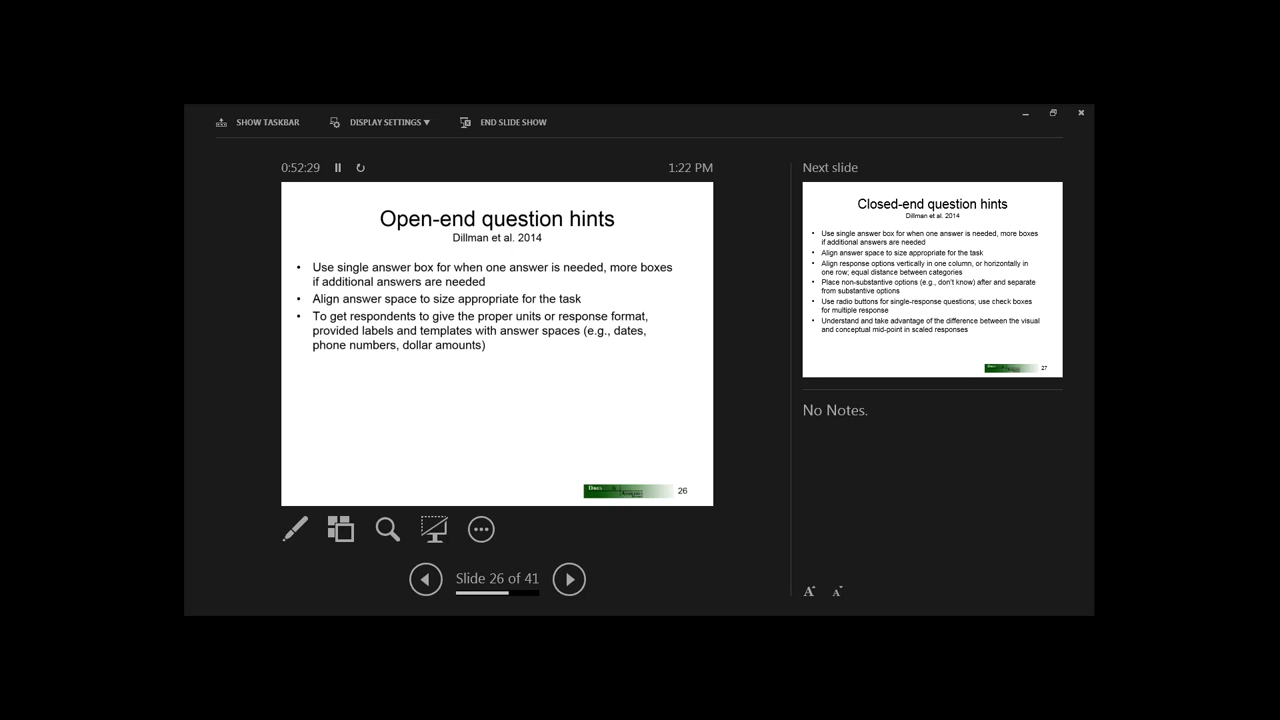 SHOW TASKBAR
DISPLAY SETTINGS ▼
END SLIDE SHOW
0:52:29
1:22 PM
Open-end question hints
Dillman et al. 2014
• Use single answer box for when one answer is needed, more boxes
if additional answers are needed
• Align answer space to size appropriate for the task
• To get respondents to give the proper units or response format,
provided labels and templates with answer spaces (e.g., dates,
phone numbers, dollar amounts)
26
Slide 26 of 41
Next slide
Closed-end question hints
Dillman et al. 2014
• Use single answer box for when one answer is needed, more boxes
if additional answers are needed
• Align answer space to size appropriate for the task
• Align response options vertically in one column, or horizontally in
one row; equal distance between categories
• Place non-substantive options (e.g., don't know) after and separate
from substantive options
• Use radio buttons for single-response questions; use check boxes
for multiple response
• Understand and take advantage of the difference between the visual
and conceptual mid-point in scaled responses
27
No Notes.
A A